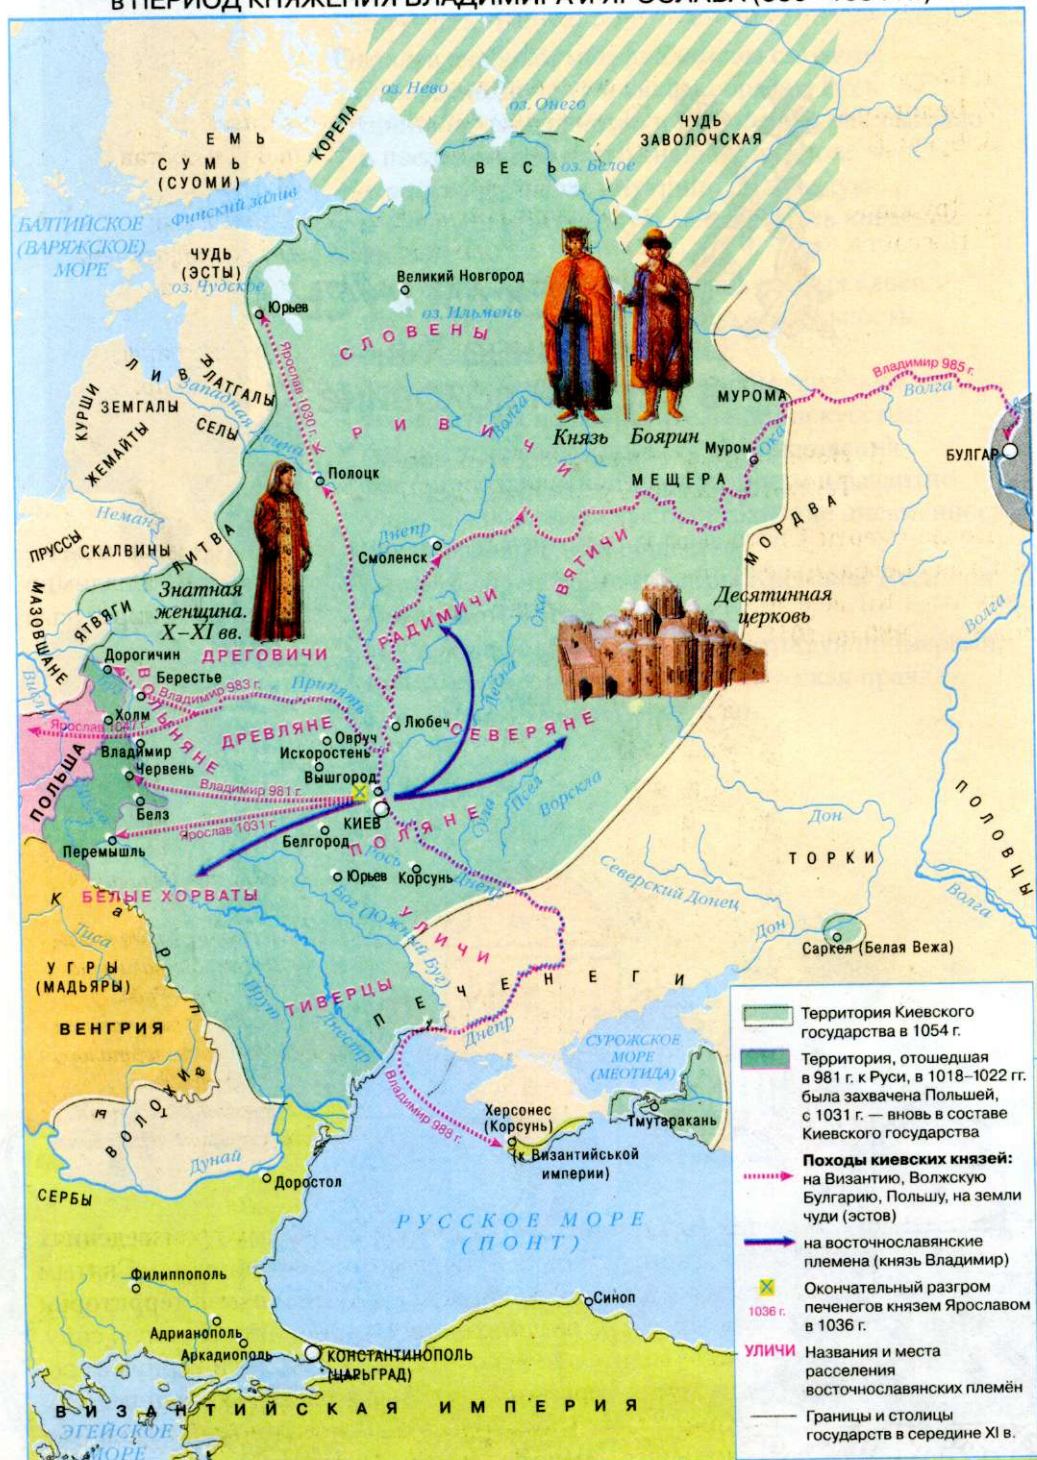 в ПЕРИОД КНЯЖЕНИЯ ВЛАДИМИРА и ЯРОСЛАВА
оз. Нево
оз. Онего
ЧУДЬ
ЗАВОЛОЧСКАЯ
КОРЕЛА
ЕМЬ
СУМЬ
(СУОМИ)
ВЕСЬ
оз. Белое
Финский залив
БАЛТИЙСКОЕ
(ВАРЯЖСКОЕ)
МОРЕ
ЧУДЬ
(ЭСТЫ)
оз. Чудское
Великий Новгород
Юрьев
оз. Ильмень
СЛОВЕНЫ
Ярослав 1030 г.
ЛИВЫ
ЛАТГАЛЫ
Западная Двина
КУРШИ
ЗЕМГАЛЫ
СЕЛЫ
ЖЕМАЙТЫ
КРИВИЧИ
Волга
Князь
Боярин
МУРОМА
Владимир 985 г.
Волга
БУЛГАР
Муром
Ока
МЕЩЕРА
МОРДВА
Полоцк
Неман
ПРУССЫ
СКАЛВИНЫ
ЛИТВА
Днепр
Смоленск
ВЯТИЧИ
МАЗОВШАНЕ
ЯТВЯГИ
Знатная
женщина.
X–XI вв.
РАДИМИЧИ
Ока
Десятинная
церковь
Волга
Дорогичин
ДРЕГОВИЧИ
Берестье
Владимир 983 г.
Припять
Десна
Висла
ВОЛЫНЯНЕ
Холм
Ярослав 1047 г.
ДРЕВЛЯНЕ
Любеч
СЕВЕРЯНЕ
Овруч
Искоростень
Владимир
Червень
Вышгород
ПОЛЬША
Владимир 981 г.
Белз
КИЕВ
Ярослав 1031 г.
Белгород
Перемышль
ПОЛЯНЕ
Сула
Псёл
Ворскла
ПОЛОВЦЫ
Дон
ТОРКИ
Рось
Юрьев
Корсунь
Днепр
Северский Донец
Волга
БЕЛЫЕ ХОРВАТЫ
Карпаты
Бог (Южный Буг)
УЛИЧИ
Дон
Саркел (Белая Вежа)
Тиса
УГРЫ
(МАДЬЯРЫ)
ПЕЧЕНЕГИ
Прут
ТИВЕРЦЫ
Днестр
ВЕНГРИЯ
Днепр
СУРОЖСКОЕ
МОРЕ
(МЕОТИДА)
ВОЛОХИ
Владимир 988 г.
Херсонес
(Корсунь)
Тмутаракань
(к Византийской
империи)
Дунай
СЕРБЫ
Доростол
РУССКОЕ МОРЕ
(ПОНТ)
Филиппополь
Синоп
Адрианополь
Аркадиополь
КОНСТАНТИНОПОЛЬ
(ЦАРЬГРАД)
ВИЗАНТИЙСКАЯ ИМПЕРИЯ
ЭГЕЙСКОЕ
МОРЕ
Территория Киевского
государства в 1054 г.
Территория, отошедшая
в 981 г. к Руси, в 1018–1022 гг.
была захвачена Польшей,
с 1031 г. — вновь в составе
Киевского государства
Походы киевских князей:
на Византию, Волжскую
Булгарию, Польшу, на земли
чуди (эстов)
на восточнославянские
племена (князь Владимир)
Окончательный разгром
печенегов князем Ярославом
в 1036 г.
1036 г.
УЛИЧИ
Названия и места
расселения
восточнославянских племён
Границы и столицы
государств в середине XI в.